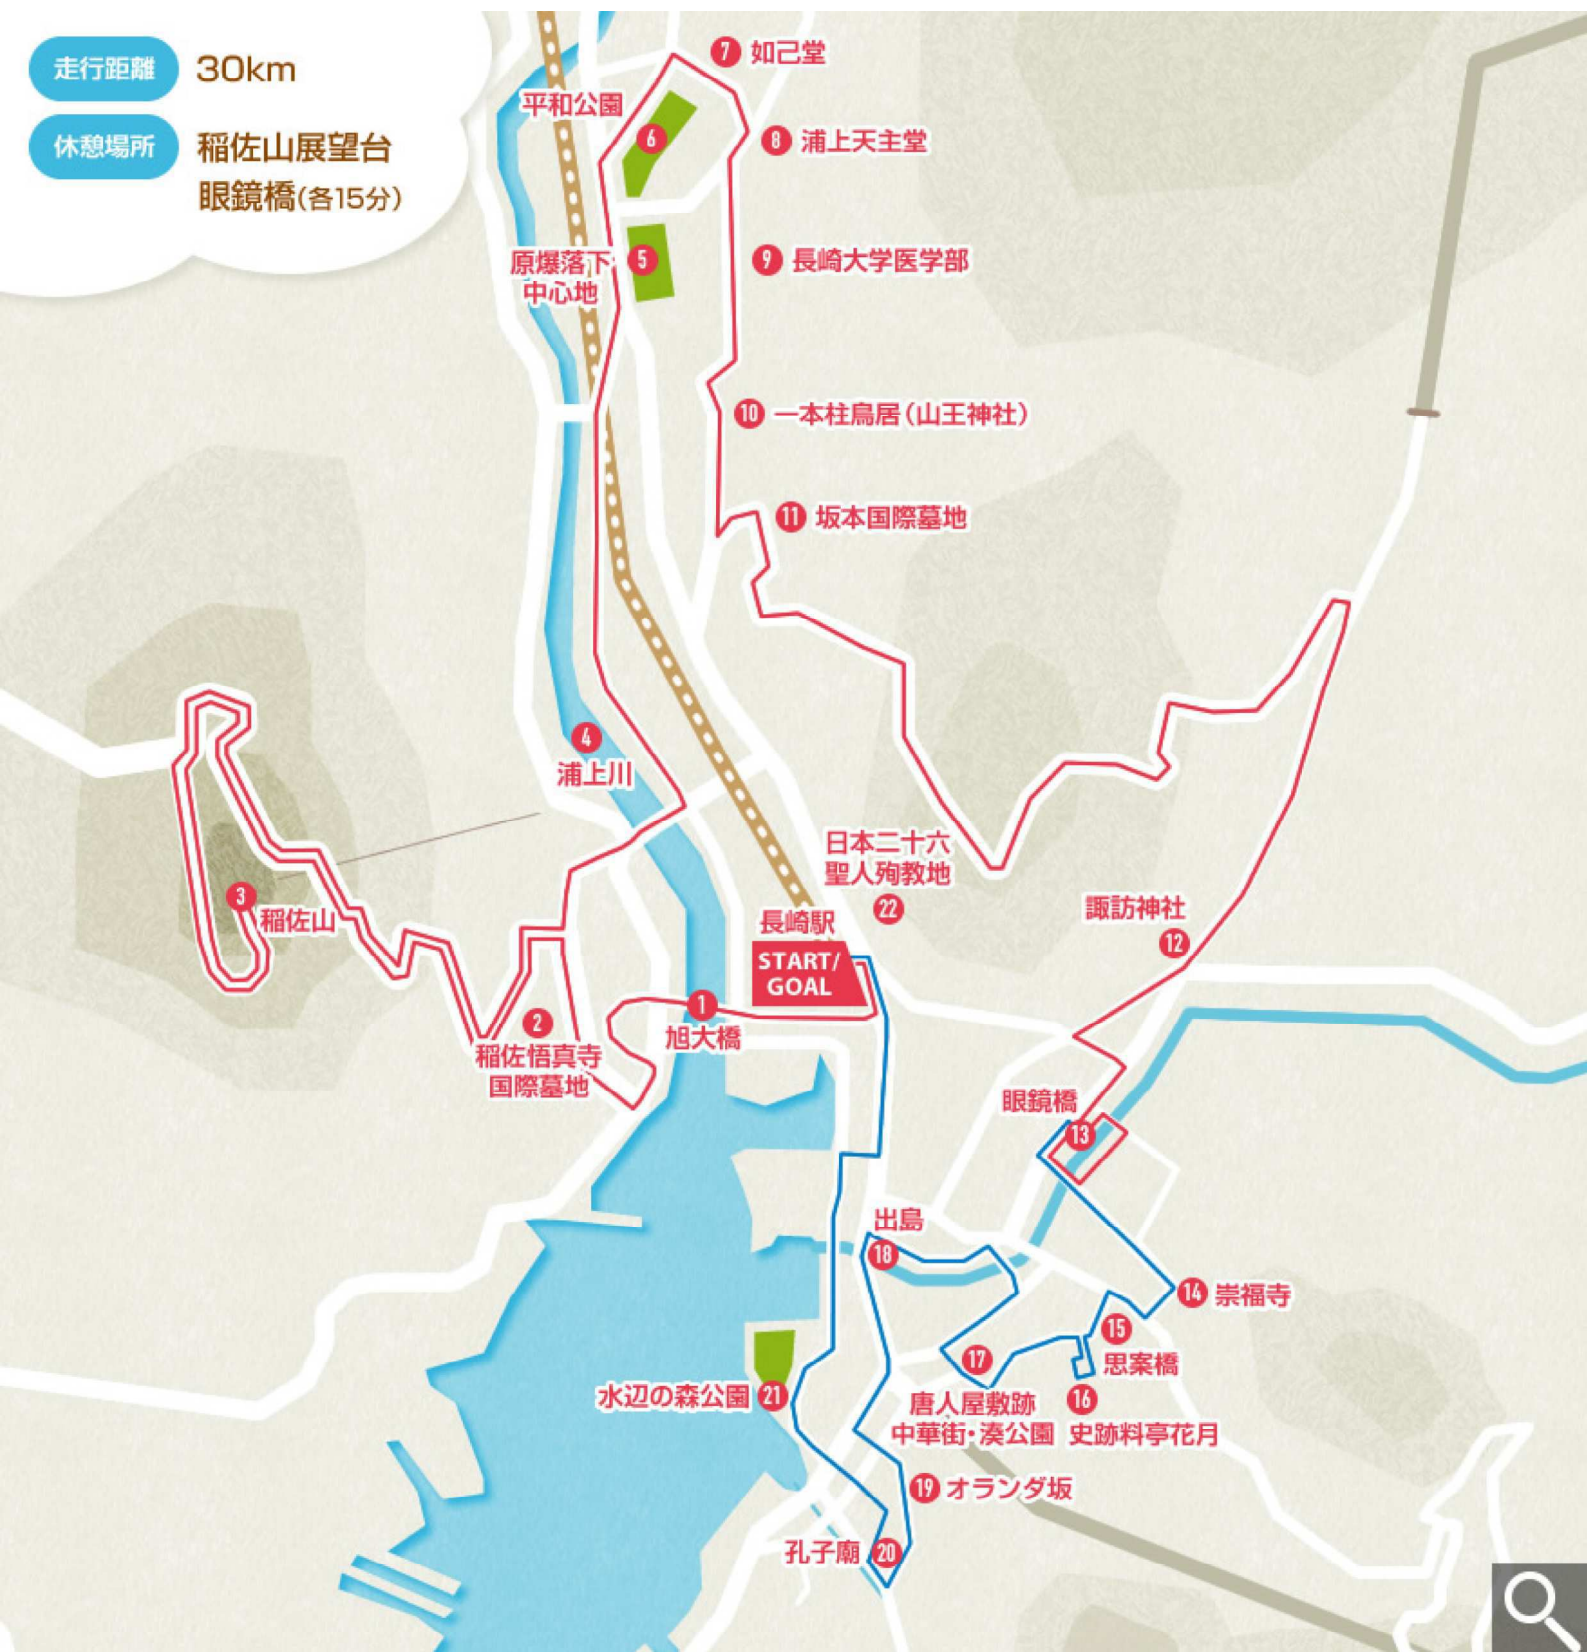 走行距離 30km
休憩場所 稲佐山展望台
眼鏡橋(各15分)
7 如己堂
平和公園
6
8 浦上天主堂
原爆落下
中心地
5
9 長崎大学医学部
10 一本柱鳥居(山王神社)
11 坂本国際墓地
4
浦上川
日本二十六
聖人殉教地
22
3
稲佐山
長崎駅
START/
GOAL
諏訪神社
12
1
旭大橋
2
稲佐悟真寺
国際墓地
眼鏡橋
13
出島
18
14 崇福寺
15
思案橋
17
唐人屋敷跡
中華街・湊公園
16
史跡料亭花月
水辺の森公園 21
19 オランダ坂
孔子廟 20